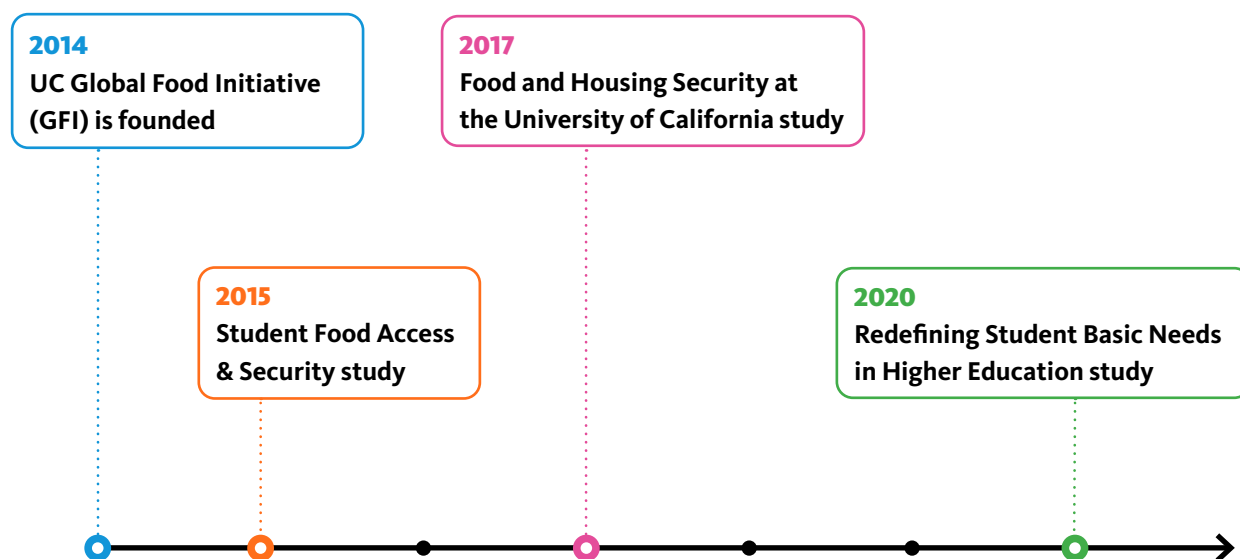 2014
UC Global Food Initiative
(GFI) is founded
2015
Student Food Access
& Security study
2017
Food and Housing Security at
the University of California study
2020
Redefining Student Basic Needs
in Higher Education study